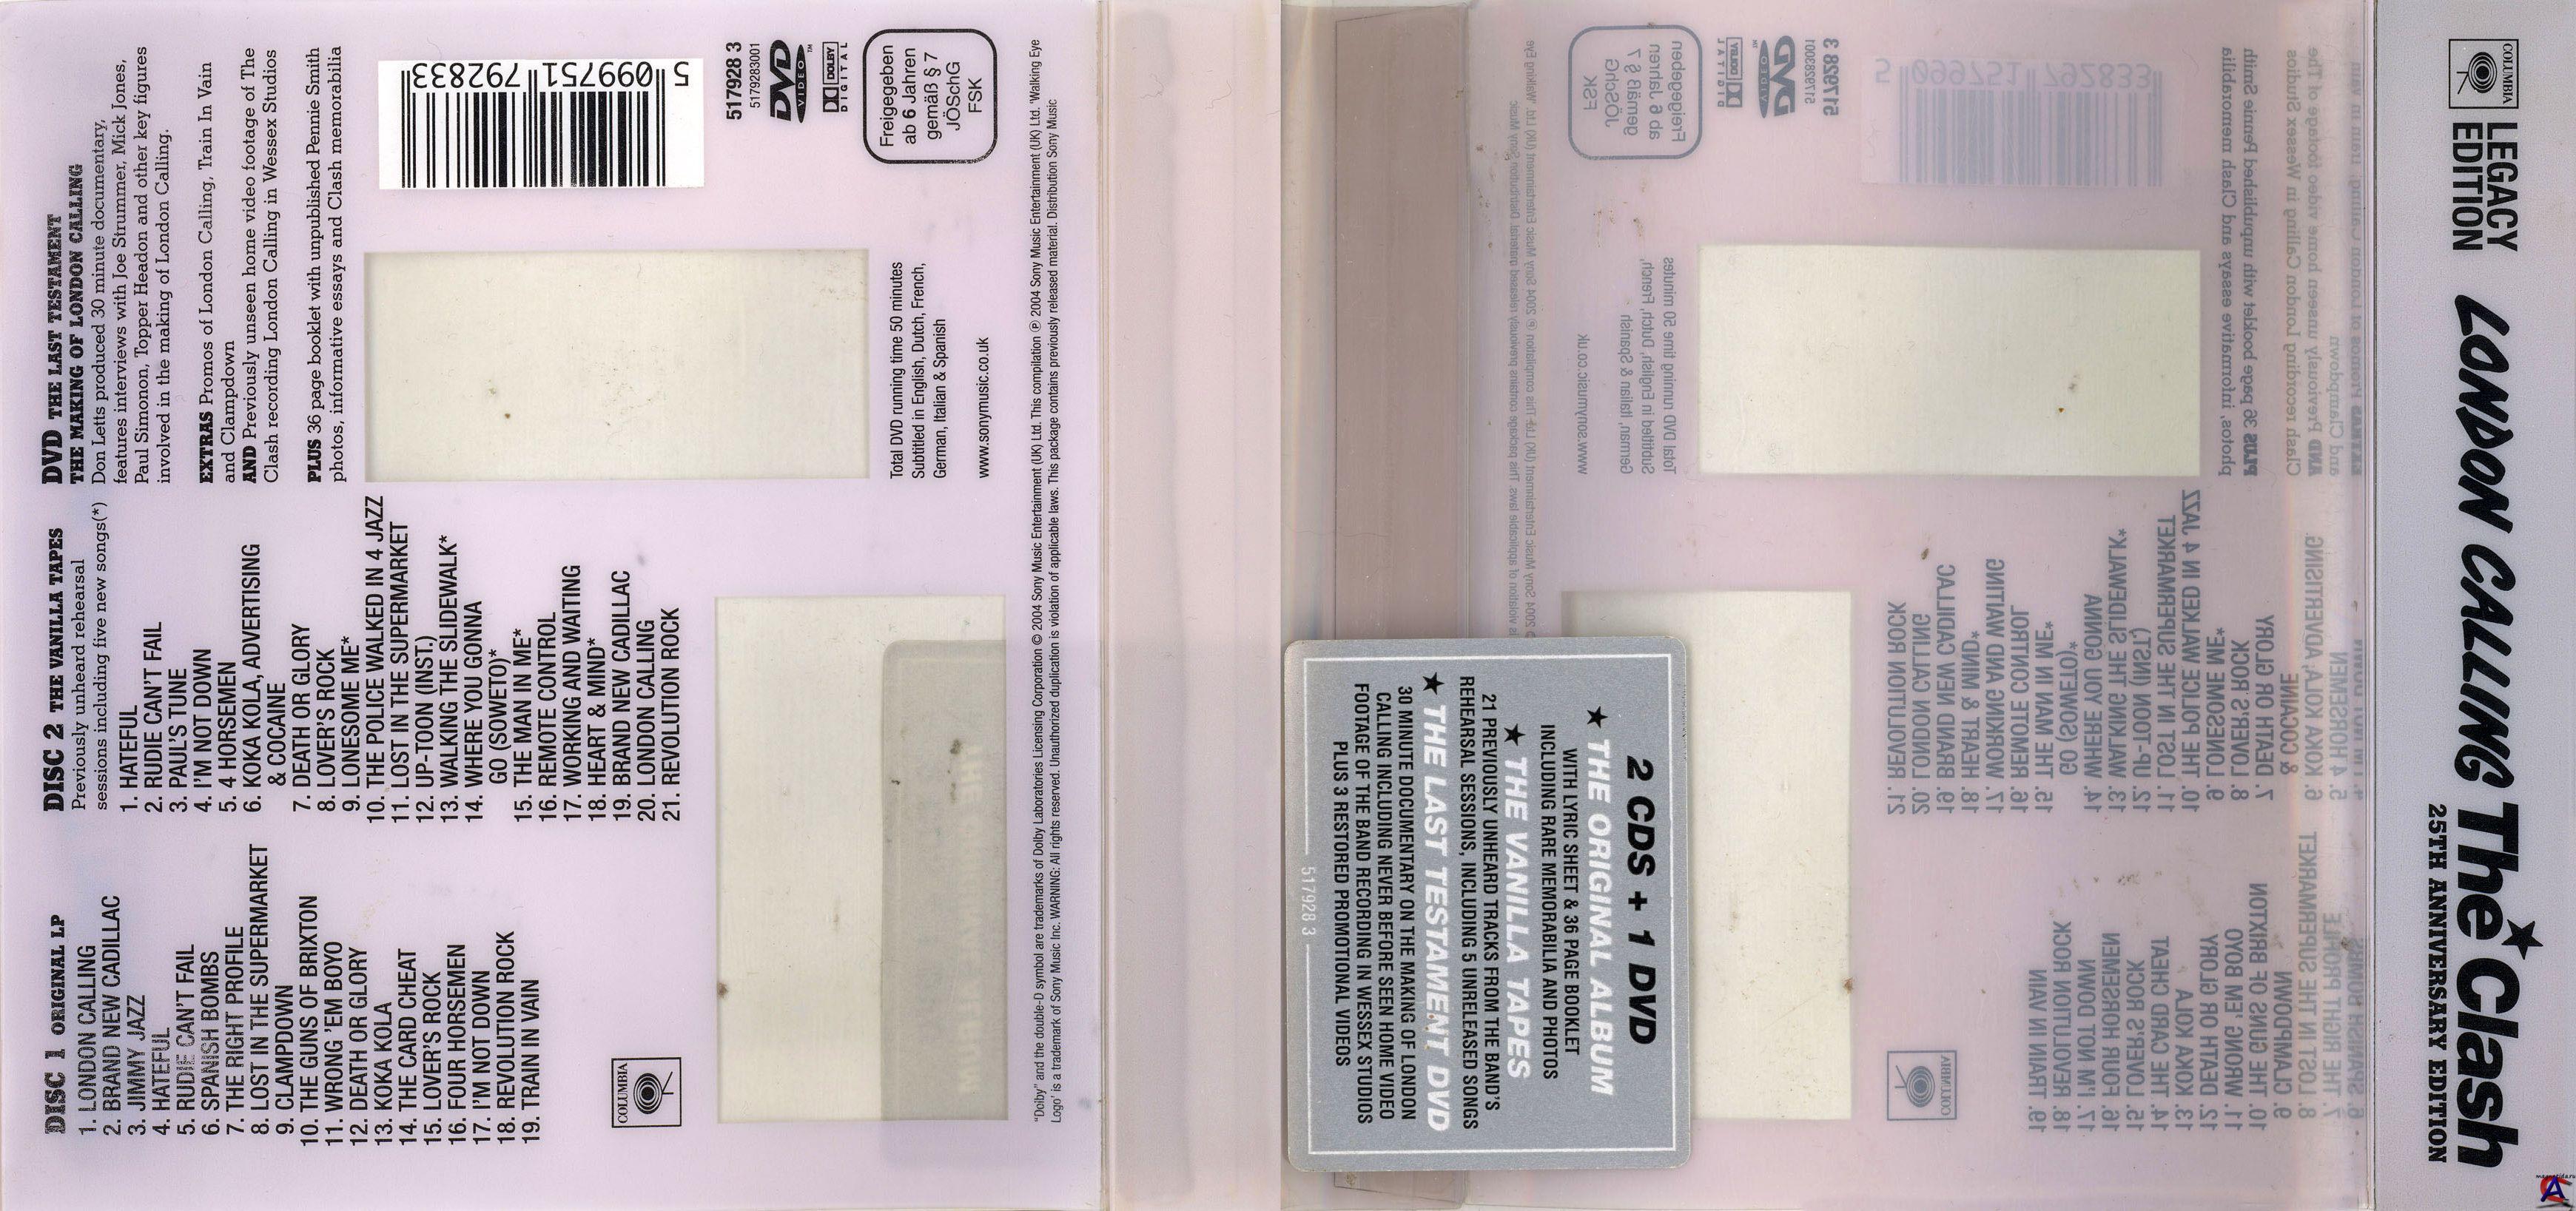 DISC 1 ORIGINAL LP
1. LONDON CALLING
2. BRAND NEW CADILLAC
3. JIMMY JAZZ
4. HATEFUL
5. RUDIE CAN'T FAIL
6. SPANISH BOMBS
7. THE RIGHT PROFILE
8. LOST IN THE SUPERMARKET
9. CLAMPDOWN
10. THE GUNS OF BRIXTON
11. WRONG 'EM BOYO
12. DEATH OR GLORY
13. KOKA KOLA
14. THE CARD CHEAT
15. LOVER'S ROCK
16. FOUR HORSEMEN
17. I'M NOT DOWN
18. REVOLUTION ROCK
19. TRAIN IN VAIN
COLUMBIA
DISC 2 THE VANILLA TAPES
Previously unheard rehearsal
sessions including five new songs(*)
1. HATEFUL
2. RUDIE CAN'T FAIL
3. PAUL'S TUNE
4. I'M NOT DOWN
5. 4 HORSEMEN
6. KOKA KOLA, ADVERTISING
& COCAINE
7. DEATH OR GLORY
8. LOVER'S ROCK
9. LONESOME ME*
10. THE POLICE WALKED IN 4 JAZZ
11. LOST IN THE SUPERMARKET
12. UP-TOON (INST.)
13. WALKING THE SLIDEWALK*
14. WHERE YOU GONNA
GO (SOWETO)*
15. THE MAN IN ME*
16. REMOTE CONTROL
17. WORKING AND WAITING
18. HEART & MIND*
19. BRAND NEW CADILLAC
20. LONDON CALLING
21. REVOLUTION ROCK
DVD THE LAST TESTAMENT
THE MAKING OF LONDON CALLING
Don Letts produced 30 minute documentary,
features interviews with Joe Strummer, Mick Jones,
Paul Simonon, Topper Headon and other key figures
involved in the making of London Calling.
EXTRAS Promos of London Calling, Train In Vain
and Clampdown
AND Previously unseen home video footage of The
Clash recording London Calling in Wessex Studios
PLUS 36 page booklet with unpublished Pennie Smith
photos, informative essays and Clash memorabilia
5 099751 792833
517928 3
5179283001
DVD
VIDEO
TM
DOLBY
DIGITAL
Freigegeben
ab 6 Jahren
gemäß § 7
JÖSchG
FSK
Total DVD running time 50 minutes
Subtitled in English, Dutch, French,
German, Italian & Spanish
www.sonymusic.co.uk
"Dolby" and the double-D symbol are trademarks of Dolby Laboratories Licensing Corporation © 2004 Sony Music Entertainment (UK) Ltd. This compilation ℗ 2004 Sony Music Entertainment (UK) Ltd. 'Walking Eye
Logo' is a trademark of Sony Music Inc. WARNING: All rights reserved. Unauthorized duplication is violation of applicable laws. This package contains previously released material. Distribution Sony Music
2 CDS + 1 DVD
★ THE ORIGINAL ALBUM
WITH LYRIC SHEET & 36 PAGE BOOKLET
INCLUDING RARE MEMORABILIA AND PHOTOS
★ THE VANILLA TAPES
21 PREVIOUSLY UNHEARD TRACKS FROM THE BAND'S
REHEARSAL SESSIONS, INCLUDING 5 UNRELEASED SONGS
★ THE LAST TESTAMENT DVD
30 MINUTE DOCUMENTARY ON THE MAKING OF LONDON
CALLING INCLUDING NEVER BEFORE SEEN HOME VIDEO
FOOTAGE OF THE BAND RECORDING IN WESSEX STUDIOS
PLUS 3 RESTORED PROMOTIONAL VIDEOS
517928 3
COLUMBIA
LEGACY
EDITION
LONDON CALLING The Clash
25TH ANNIVERSARY EDITION